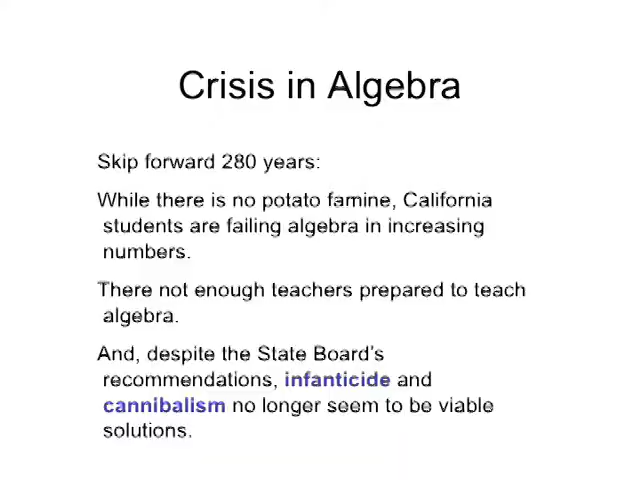 Crisis in Algebra
Skip forward 280 years:
While there is no potato famine, California
students are failing algebra in increasing
numbers.
There not enough teachers prepared to teach
algebra.
And, despite the State Board's
recommendations, infanticide and
cannibalism no longer seem to be viable
solutions.